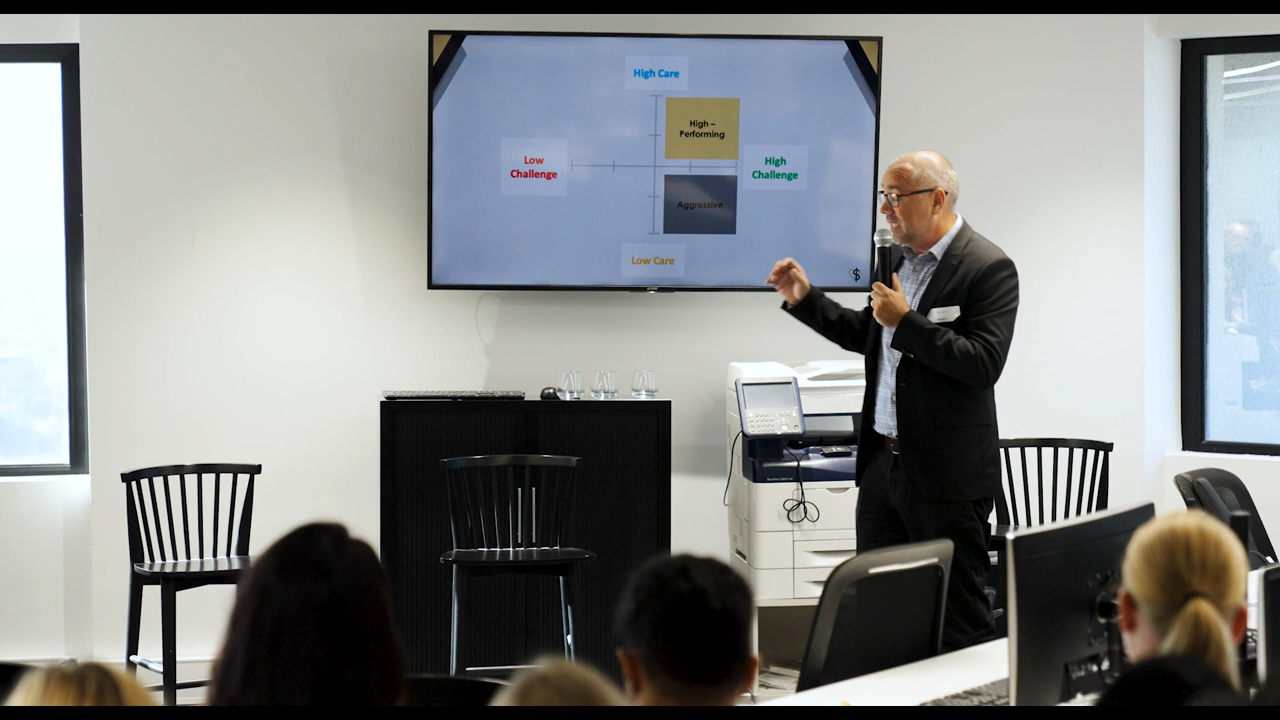 High Care
High –
Performing
Low
Challenge
High
Challenge
Aggressive
Low Care
$